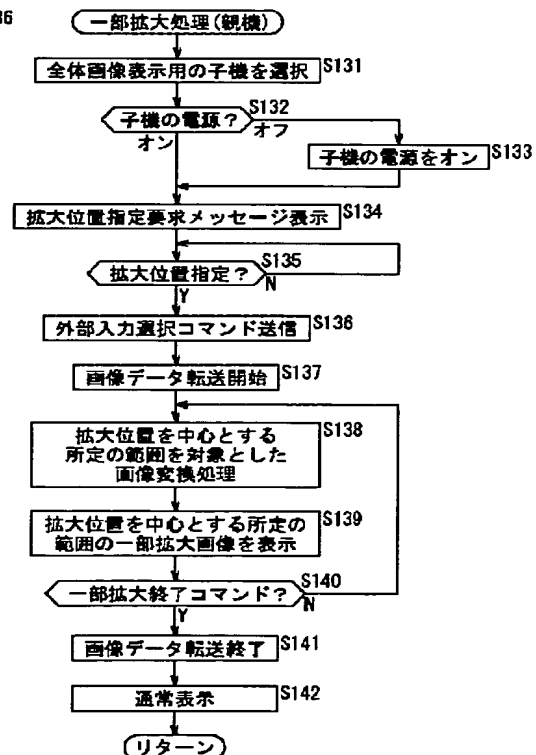 36
一部拡大処理(親機)
全体画像表示用の子機を選択 S131
子機の電源? S132
オン
オフ
子機の電源をオン S133
拡大位置指定要求メッセージ表示 S134
拡大位置指定? S135
N
Y
外部入力選択コマンド送信 S136
画像データ転送開始 S137
拡大位置を中心とする S138
所定の範囲を対象とした
画像変換処理
拡大位置を中心とする所定の S139
範囲の一部拡大画像を表示
一部拡大終了コマンド? S140
N
Y
画像データ転送終了 S141
通常表示 S142
リターン